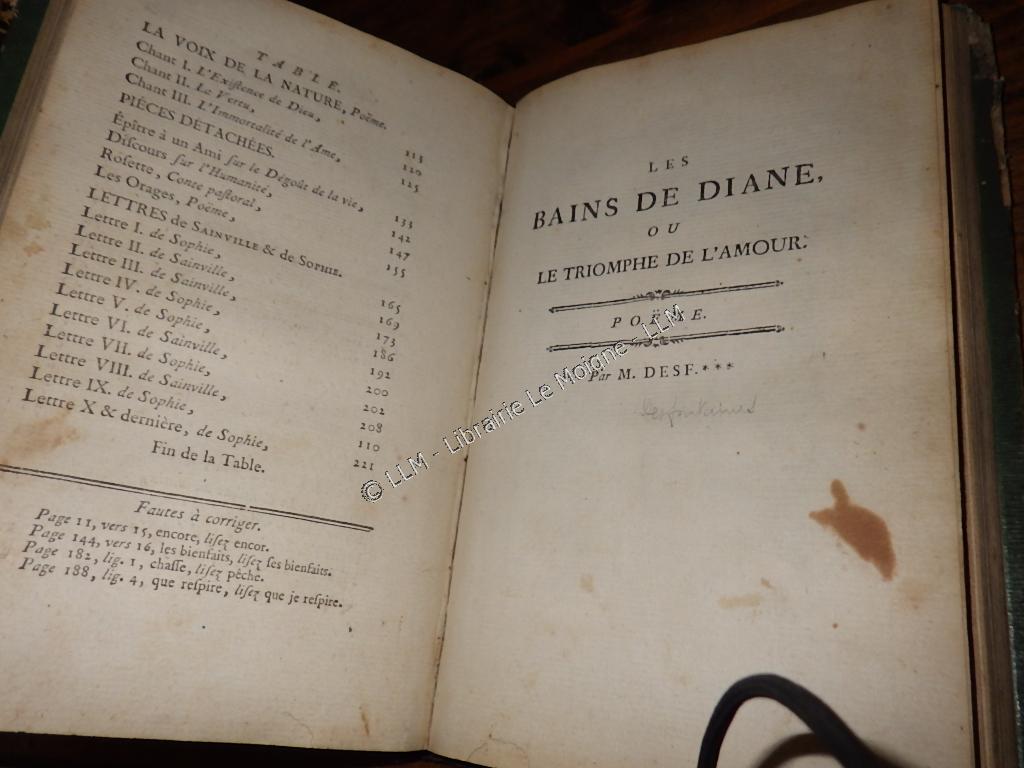 TABLE.
LA VOIX DE LA NATURE, Poëme.
Chant I. L'Exiſtence de Dieu, 113
Chant II. La Vertu, 120
Chant III. L'Immortalité de l'Ame, 125
PIÉCES DÉTACHÉES.
Épître à un Ami ſur le Dégoût de la vie, 133
Diſcours ſur l'Humanité, 142
Roſette, Conte paſtoral, 147
Les Orages, Poëme, 155
LETTRES de SAINVILLE & de SOPHIE.
Lettre I. de Sophie, 165
Lettre II. de Sainville, 169
Lettre III. de Sainville, 173
Lettre IV. de Sophie, 186
Lettre V. de Sophie, 192
Lettre VI. de Sainville, 200
Lettre VII. de Sophie, 202
Lettre VIII. de Sainville, 208
Lettre IX. de Sophie, 110
Lettre X & dernière, de Sophie, 221
Fin de la Table.
Fautes à corriger.
Page 11, vers 15, encore, liſez encor.
Page 144, vers 16, les bienfaits, liſez ſes bienfaits.
Page 182, lig. 1, chaſſe, liſez pêche.
Page 188, lig. 4, que reſpire, liſez que je reſpire.
LES
BAINS DE DIANE,
OU
LE TRIOMPHE DE L'AMOUR.
POËME.
Par M. DESF.***
Desfontaines
© LLM - Librairie Le Moigne - LLM